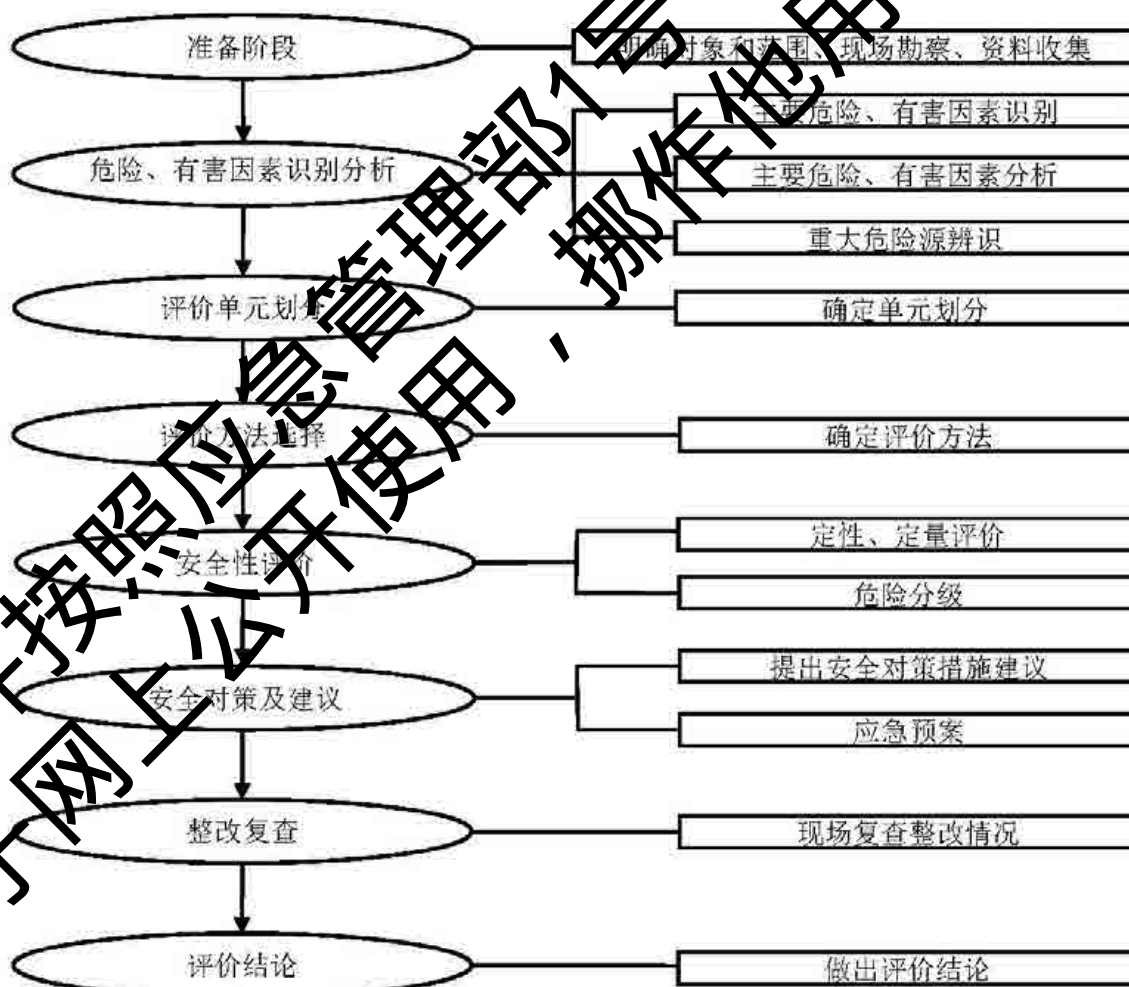 准备阶段
明确对象和范围、现场勘察、资料收集
危险、有害因素识别分析
主要危险、有害因素识别
主要危险、有害因素分析
重大危险源辨识
评价单元划分
确定单元划分
评价方法选择
确定评价方法
安全性评价
定性、定量评价
危险分级
安全对策及建议
提出安全对策措施建议
应急预案
整改复查
现场复查整改情况
评价结论
做出评价结论
按照应急管理部1号
于网上公开使用，挪作他用